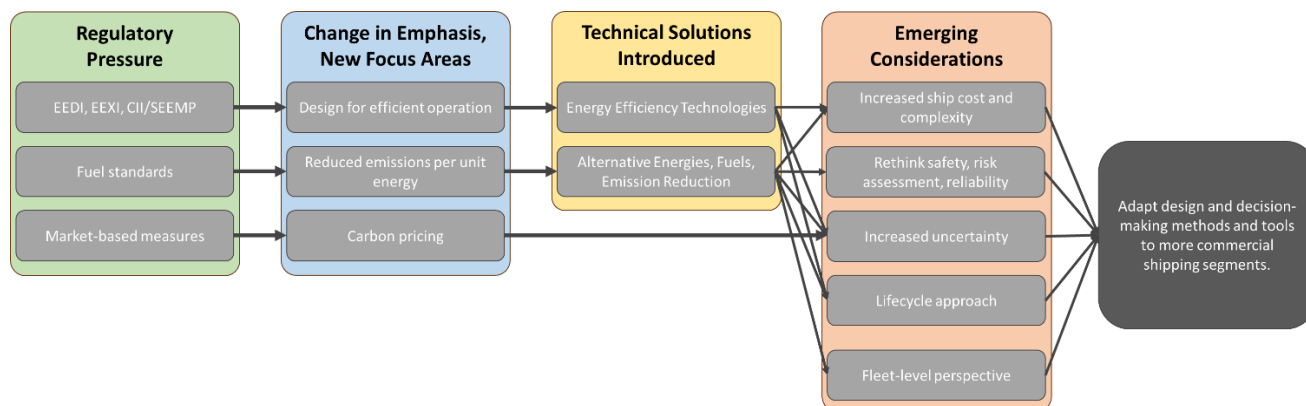 Regulatory
Pressure
EEDI, EEXI, CII/SEEMP
Fuel standards
Market-based measures
Change in Emphasis,
New Focus Areas
Design for efficient operation
Reduced emissions per unit
energy
Carbon pricing
Technical Solutions
Introduced
Energy Efficiency Technologies
Alternative Energies, Fuels,
Emission Reduction
Emerging
Considerations
Increased ship cost and
complexity
Rethink safety, risk
assessment, reliability
Increased uncertainty
Lifecycle approach
Fleet-level perspective
Adapt design and decision-
making methods and tools
to more commercial
shipping segments.